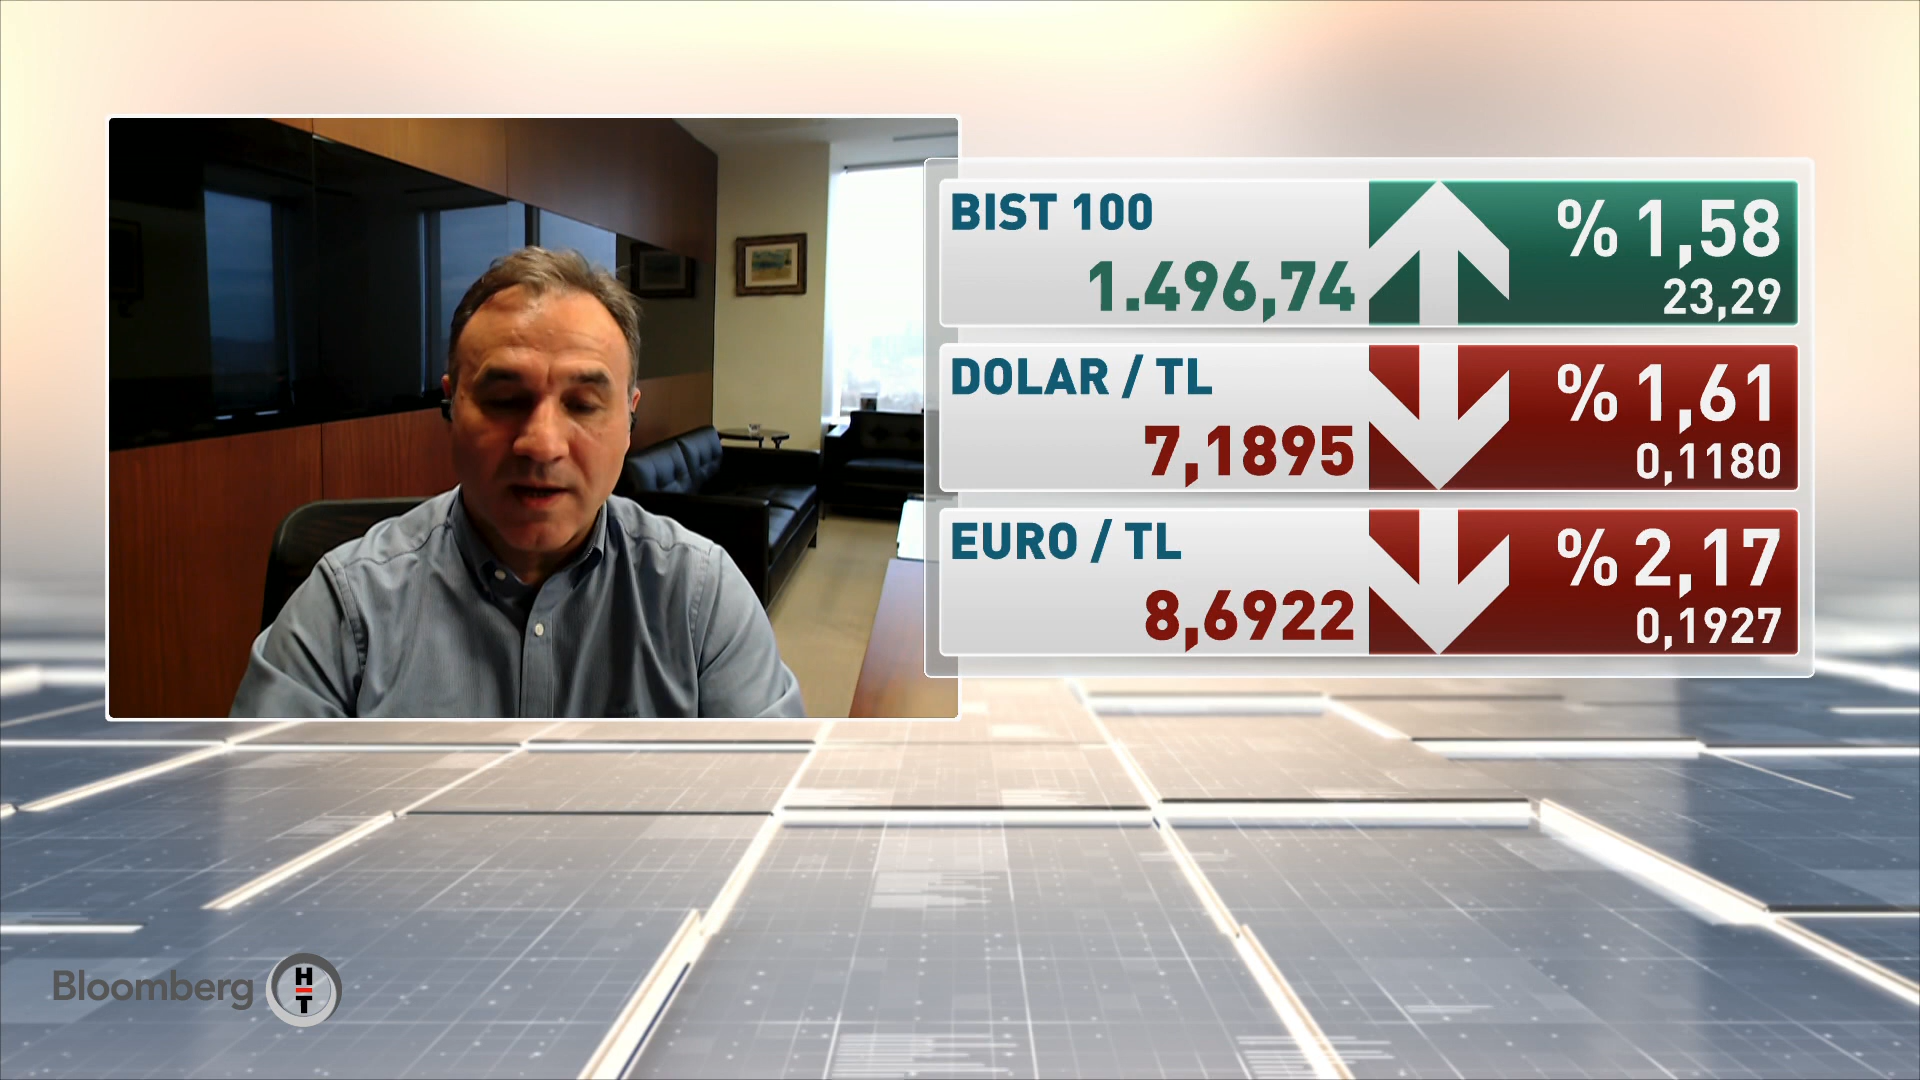 BIST 100
1.496,74
% 1,58
23,29
DOLAR / TL
7,1895
% 1,61
0,1180
EURO / TL
8,6922
% 2,17
0,1927
Bloomberg HT